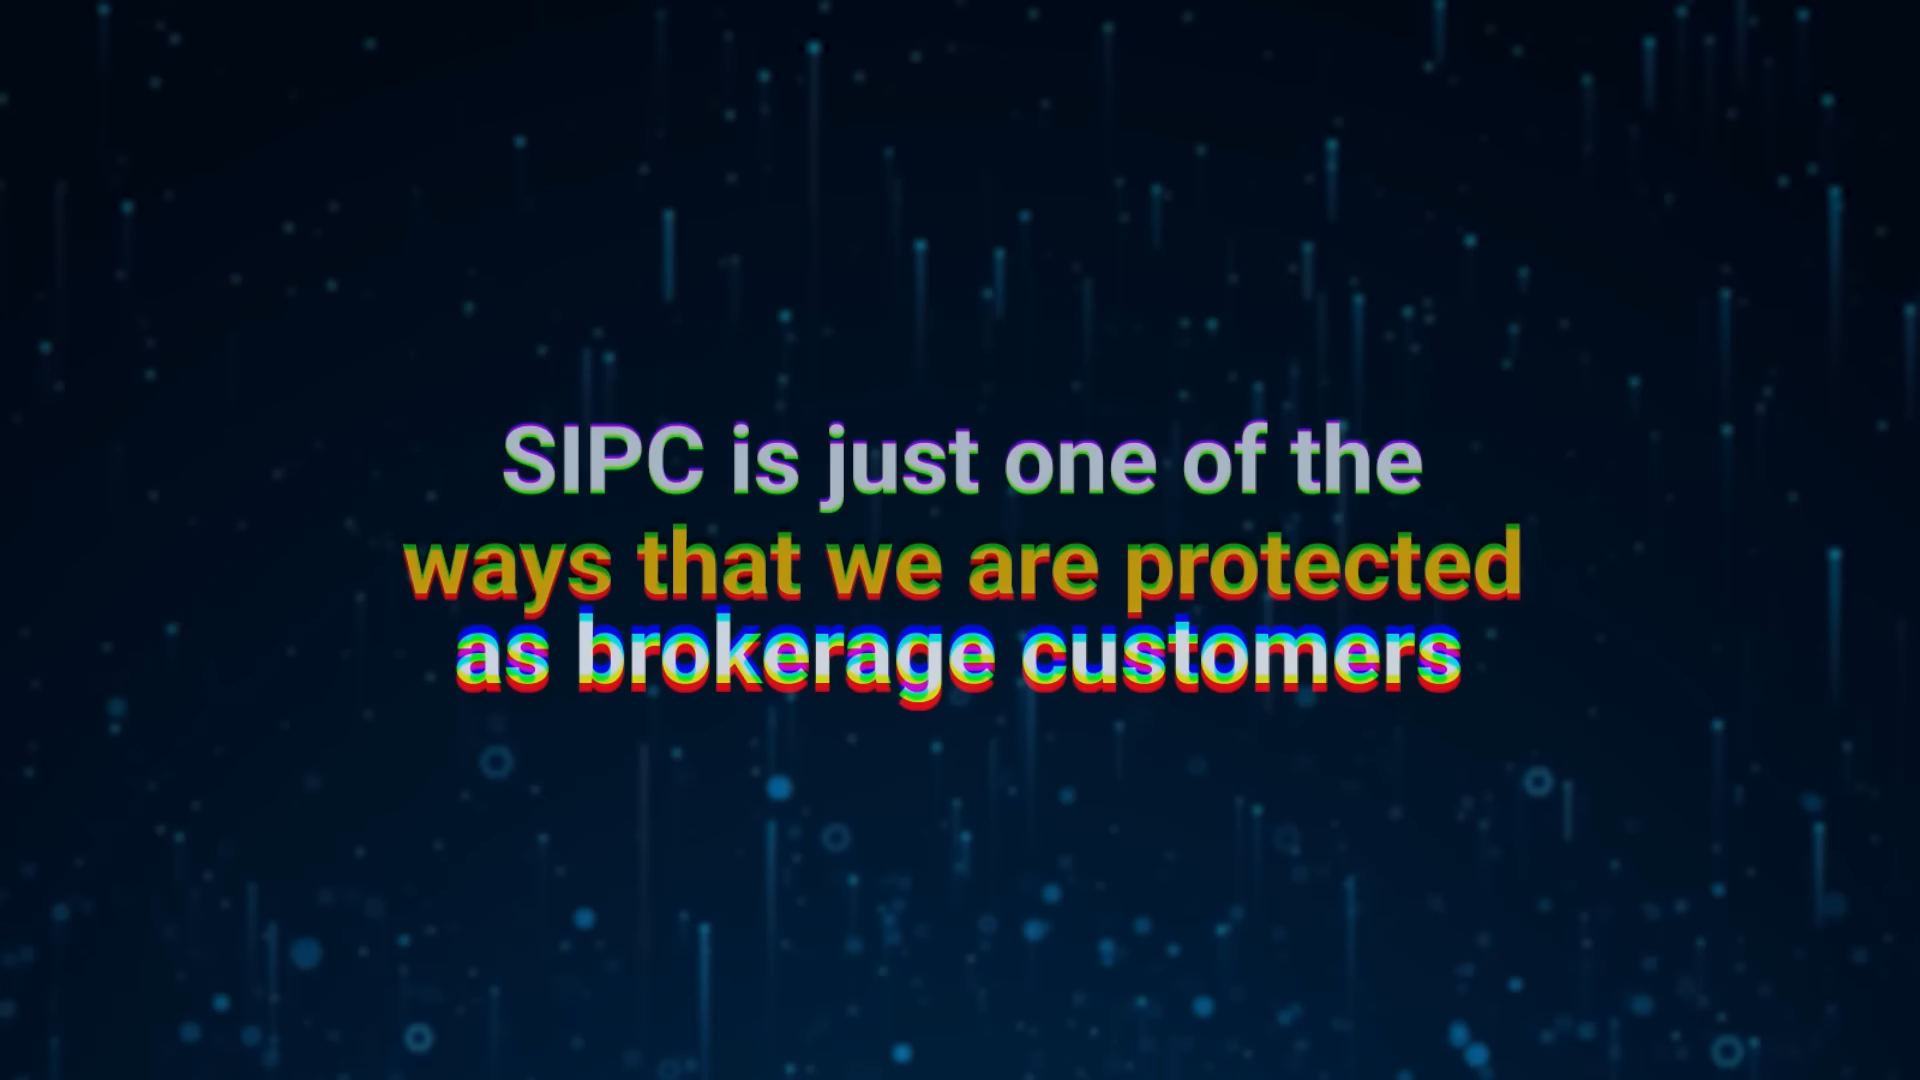 SIPC is just one of the
ways that we are protected
as brokerage customers